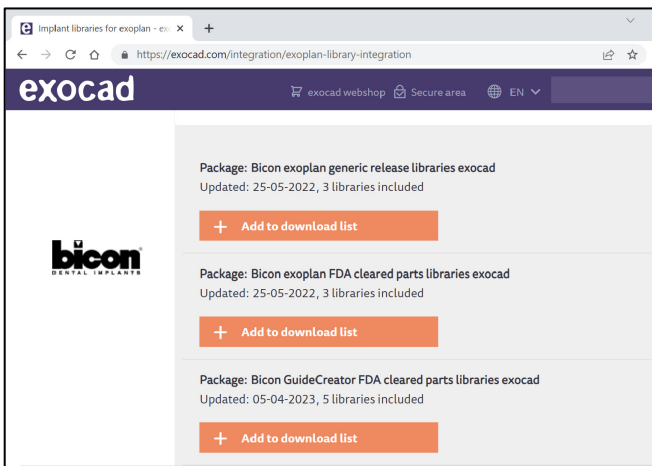 Implant libraries for exoplan - exo
https://exocad.com/integration/exoplan-library-integration
exocad
exocad webshop Secure area EN
Package: Bicon exoplan generic release libraries exocad
Updated: 25-05-2022, 3 libraries included
+ Add to download list
bicon®
DENTAL IMPLANTS
Package: Bicon exoplan FDA cleared parts libraries exocad
Updated: 25-05-2022, 3 libraries included
+ Add to download list
Package: Bicon GuideCreator FDA cleared parts libraries exocad
Updated: 05-04-2023, 5 libraries included
+ Add to download list